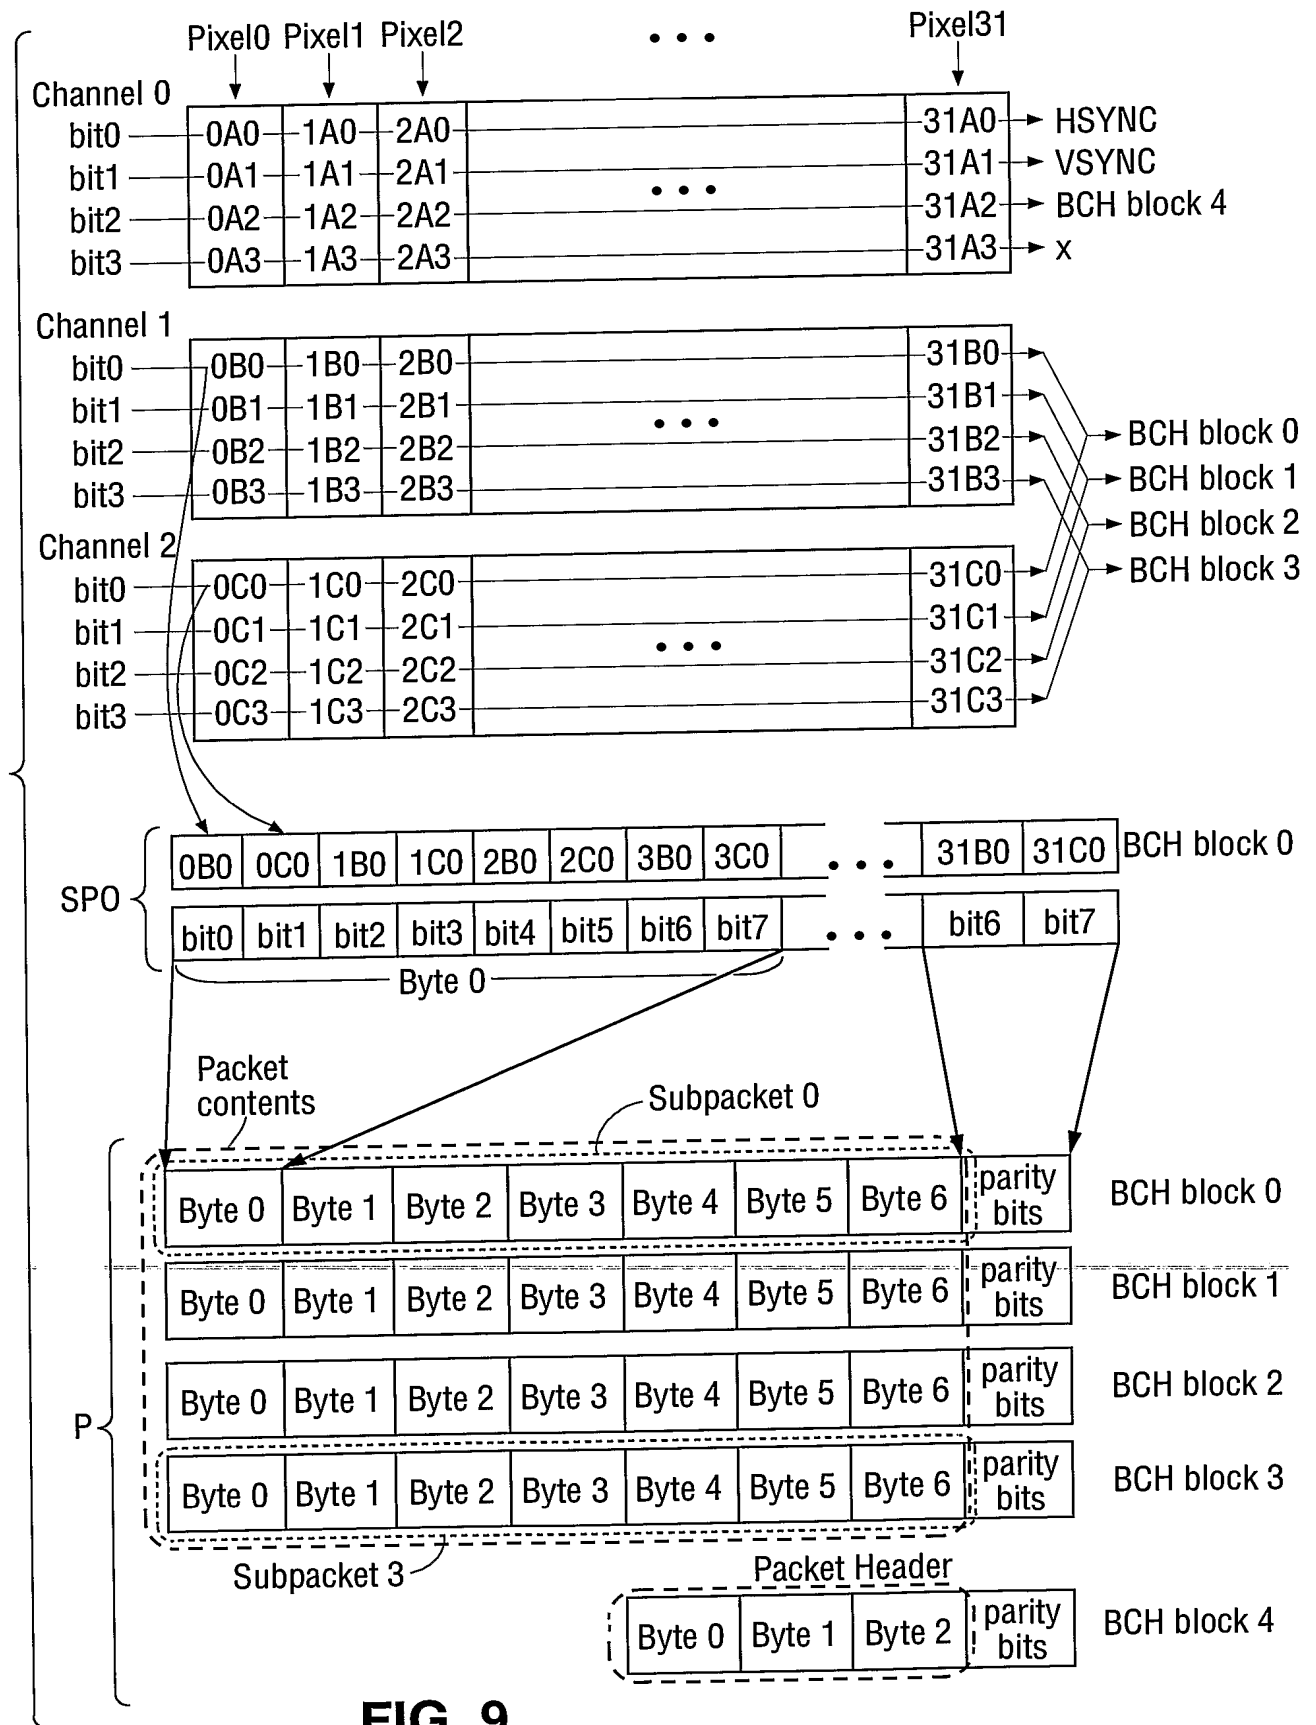 Pixel0 Pixel1 Pixel2 • • • Pixel31
Channel 0
bit0 0A0 1A0 2A0 31A0 HSYNC
bit1 0A1 1A1 2A1 31A1 VSYNC
• • •
bit2 0A2 1A2 2A2 31A2 BCH block 4
bit3 0A3 1A3 2A3 31A3 x
Channel 1
bit0 0B0 1B0 2B0 31B0
bit1 0B1 1B1 2B1 31B1
• • •
bit2 0B2 1B2 2B2 31B2
bit3 0B3 1B3 2B3 31B3
BCH block 0
BCH block 1
BCH block 2
BCH block 3
Channel 2
bit0 0C0 1C0 2C0 31C0
bit1 0C1 1C1 2C1 31C1
• • •
bit2 0C2 1C2 2C2 31C2
bit3 0C3 1C3 2C3 31C3
SPO
0B0 0C0 1B0 1C0 2B0 2C0 3B0 3C0 • • • 31B0 31C0 BCH block 0
bit0 bit1 bit2 bit3 bit4 bit5 bit6 bit7 • • • bit6 bit7
Byte 0
Packet
contents
Subpacket 0
P
Byte 0 Byte 1 Byte 2 Byte 3 Byte 4 Byte 5 Byte 6 parity bits BCH block 0
Byte 0 Byte 1 Byte 2 Byte 3 Byte 4 Byte 5 Byte 6 parity bits BCH block 1
Byte 0 Byte 1 Byte 2 Byte 3 Byte 4 Byte 5 Byte 6 parity bits BCH block 2
Byte 0 Byte 1 Byte 2 Byte 3 Byte 4 Byte 5 Byte 6 parity bits BCH block 3
Subpacket 3
Packet Header
Byte 0 Byte 1 Byte 2 parity bits BCH block 4
FIG. 9